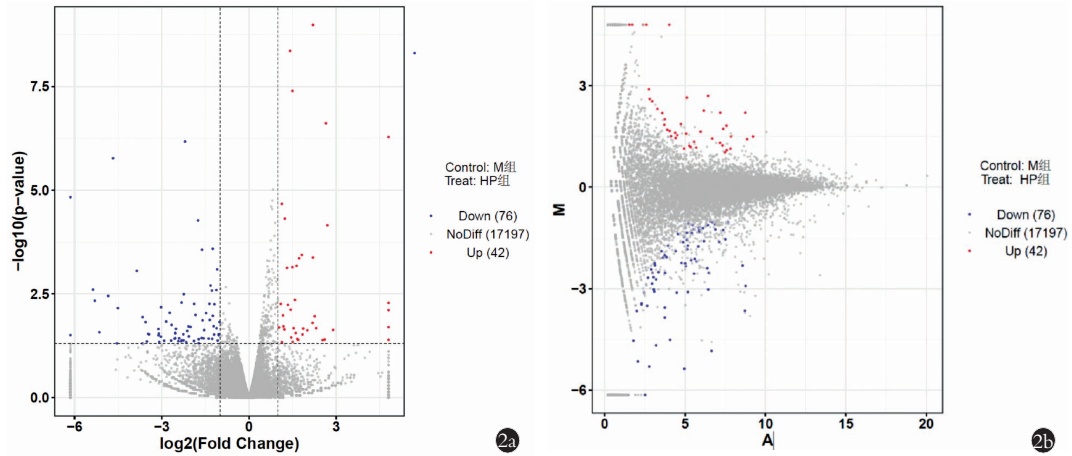 −log10(p−value)
7.5
5.0
2.5
0.0
−6
−3
0
3
log2(Fold Change)
Control: M组
Treat: HP组
Down (76)
NoDiff (17197)
Up (42)
2a
M
3
0
−3
−6
0
5
10
15
20
A
Control: M组
Treat: HP组
Down (76)
NoDiff (17197)
Up (42)
2b